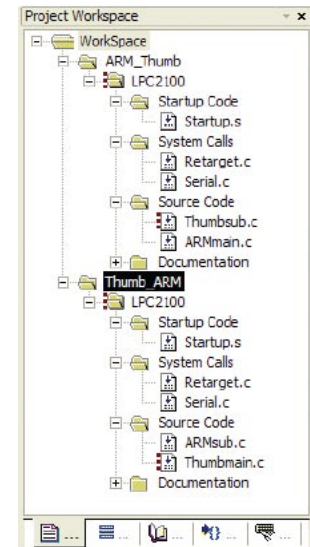 Project Workspace
WorkSpace
ARM_Thumb
LPC2100
Startup Code
Startup.s
System Calls
Retarget.c
Serial.c
Source Code
Thumbsub.c
ARMmain.c
Documentation
Thumb_ARM
LPC2100
Startup Code
Startup.s
System Calls
Retarget.c
Serial.c
Source Code
ARMsub.c
Thumbmain.c
Documentation
... ... ... ... ...